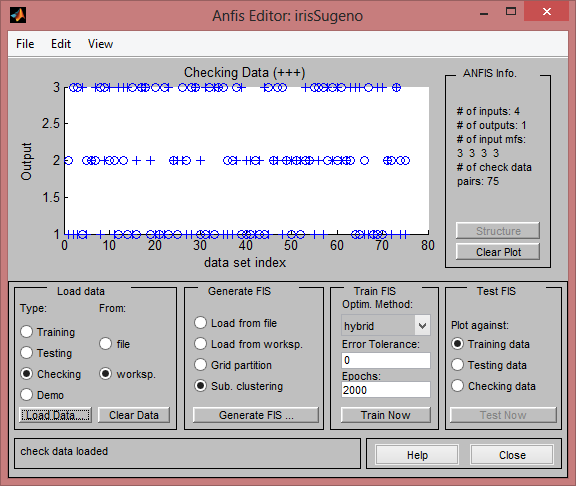 Anfis Editor: irisSugeno
File Edit View
Checking Data (+++)
3
2.5
2
1.5
1
Output
0 10 20 30 40 50 60 70 80
data set index
ANFIS Info.
# of inputs: 4
# of outputs: 1
# of input mfs:
3 3 3 3
# of check data
pairs: 75
Structure
Clear Plot
Load data
Type: From:
Training
Testing
Checking
Demo
file
worksp.
Load Data...
Clear Data
Generate FIS
Load from file
Load from worksp.
Grid partition
Sub. clustering
Generate FIS ...
Train FIS
Optim. Method:
hybrid
Error Tolerance:
0
Epochs:
2000
Train Now
Test FIS
Plot against:
Training data
Testing data
Checking data
Test Now
check data loaded
Help
Close